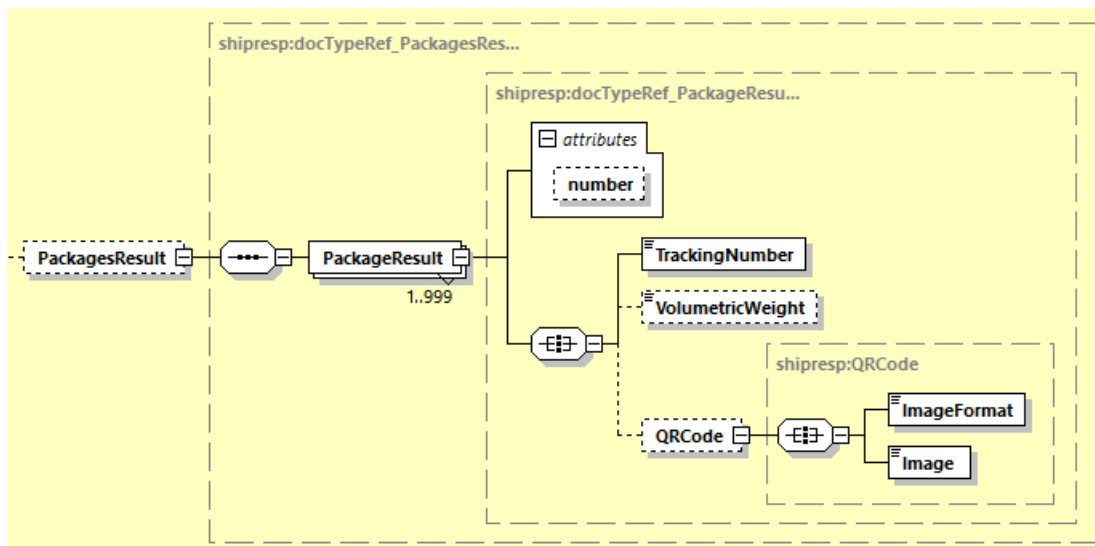 shipresp:docTypeRef_PackagesRes...
shipresp:docTypeRef_PackageResu...
attributes
number
PackagesResult
PackageResult
1..999
TrackingNumber
VolumetricWeight
shipresp:QRCode
QRCode
ImageFormat
Image